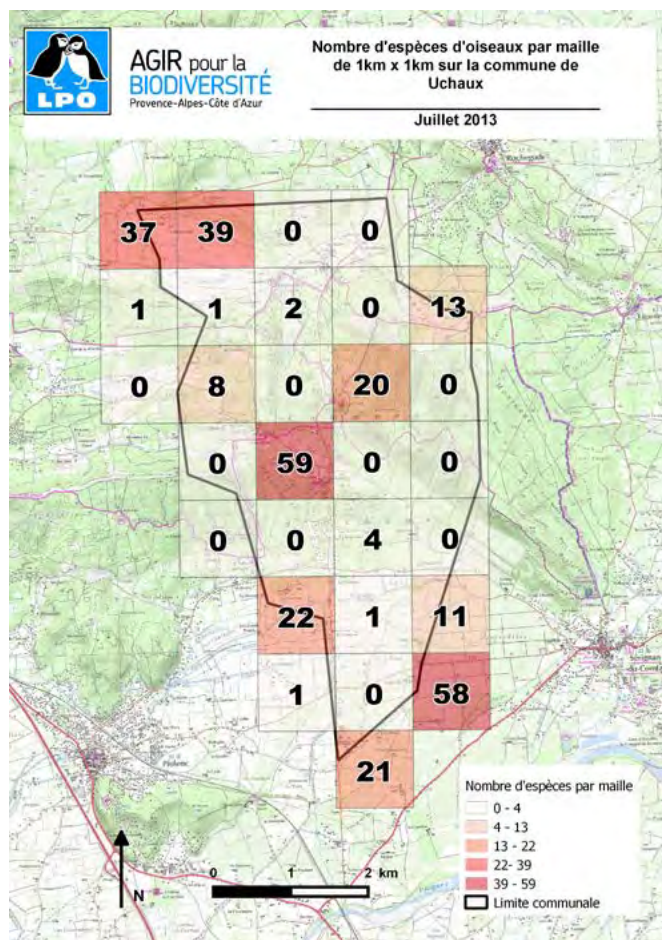 LPO
AGIR pour la
BIODIVERSITÉ
Provence-Alpes-Côte d'Azur
Nombre d'espèces d'oiseaux par maille
de 1km x 1km sur la commune de
Uchaux
Juillet 2013
37 39 0 0
1 1 2 0 13
0 8 0 20 0
0 59 0 0
0 0 4 0
22 1 11
1 0 58
21
Nombre d'espèces par maille
0 - 4
4 - 13
13 - 22
22- 39
39 - 59
Limite communale
0 1 2 km
N